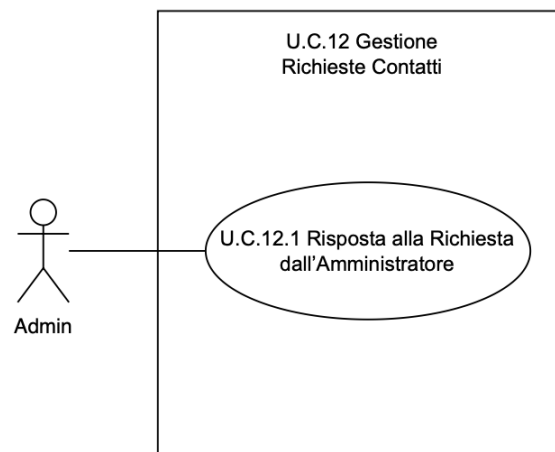 U.C.12 Gestione
Richieste Contatti
U.C.12.1 Risposta alla Richiesta
dall'Amministratore
Admin